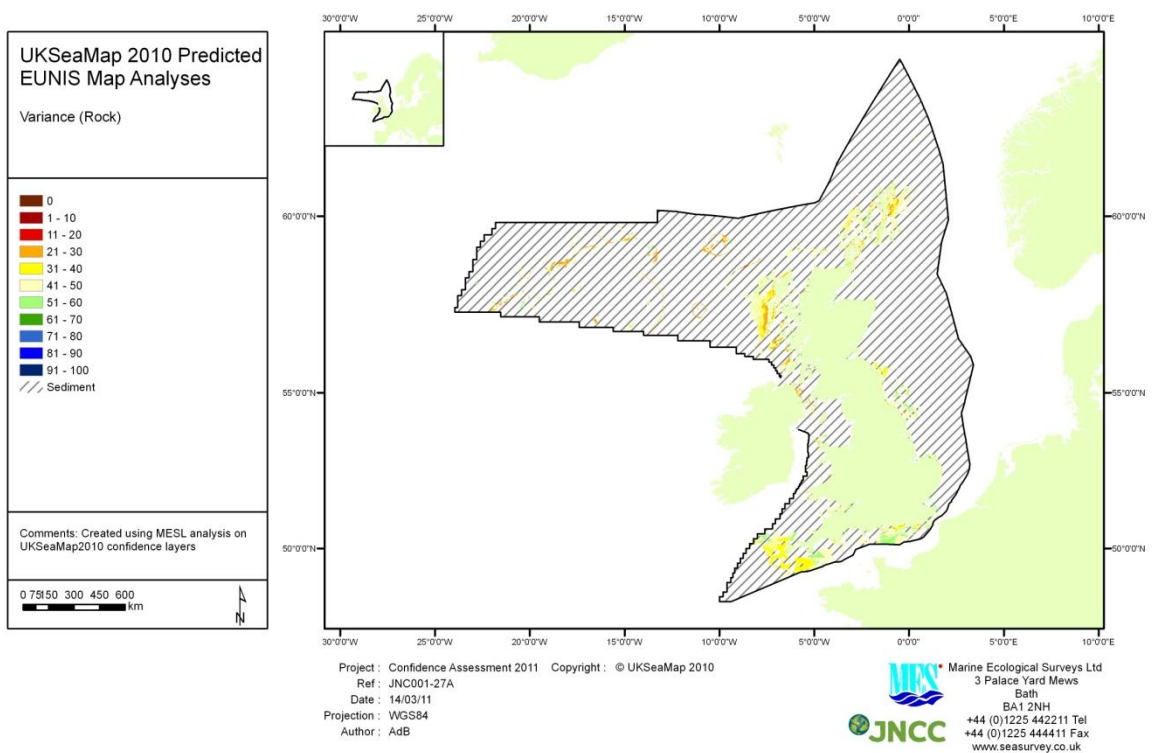 UKSeaMap 2010 Predicted
EUNIS Map Analyses
Variance (Rock)
0
1 - 10
11 - 20
21 - 30
31 - 40
41 - 50
51 - 60
61 - 70
71 - 80
81 - 90
91 - 100
Sediment
Comments: Created using MESL analysis on
UKSeaMap2010 confidence layers
0 75150 300 450 600
km
N
30°0'0"W 25°0'0"W 20°0'0"W 15°0'0"W 10°0'0"W 5°0'0"W 0°0'0" 5°0'0"E 10°0'0"E
60°0'0"N 60°0'0"N
55°0'0"N 55°0'0"N
50°0'0"N 50°0'0"N
30°0'0"W 25°0'0"W 20°0'0"W 15°0'0"W 10°0'0"W 5°0'0"W 0°0'0" 5°0'0"E 10°0'0"E
Project : Confidence Assessment 2011 Copyright : © UKSeaMap 2010
Ref : JNC001-27A
Date : 14/03/11
Projection : WGS84
Author : AdB
MES
JNCC
Marine Ecological Surveys Ltd
3 Palace Yard Mews
Bath
BA1 2NH
+44 (0)1225 442211 Tel
+44 (0)1225 444411 Fax
www.seasurvey.co.uk